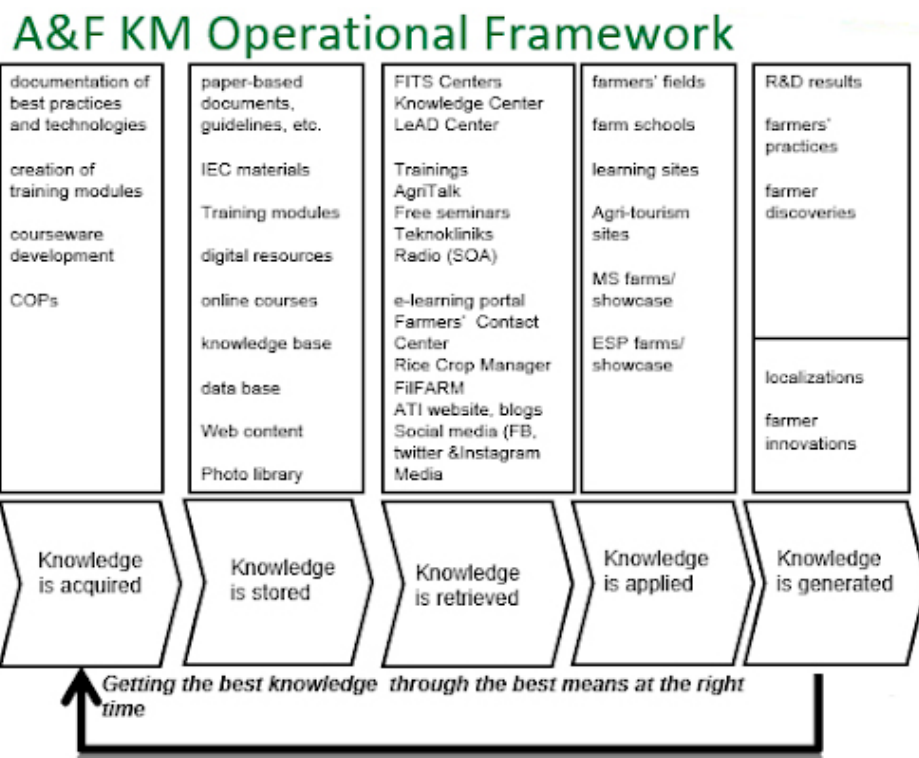 A&F KM Operational Framework
documentation of
best practices
and technologies
creation of
training modules
courseware
development
COPs
paper-based
documents,
guidelines, etc.
IEC materials
Training modules
digital resources
online courses
knowledge base
data base
Web content
Photo library
FITS Centers
Knowledge Center
LeAD Center
Trainings
AgriTalk
Free seminars
Teknokliniks
Radio (SOA)
e-learning portal
Farmers' Contact
Center
Rice Crop Manager
FilFARM
ATI website, blogs
Social media (FB,
twitter &Instagram
Media
farmers' fields
farm schools
learning sites
Agri-tourism
sites
MS farms/
showcase
ESP farms/
showcase
R&D results
farmers'
practices
farmer
discoveries
localizations
farmer
innovations
Knowledge
is acquired
Knowledge
is stored
Knowledge
is retrieved
Knowledge
is applied
Knowledge
is generated
Getting the best knowledge through the best means at the right
time